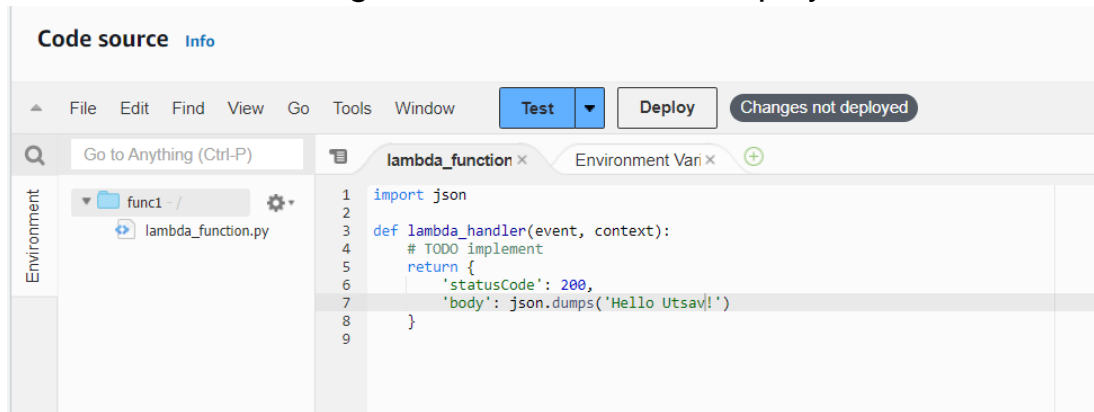 Code source Info
File Edit Find View Go Tools Window Test Deploy Changes not deployed
Go to Anything (Ctrl-P)
lambda_function × Environment Vari ×
Environment
func1 - /
lambda_function.py
1 import json
2
3 def lambda_handler(event, context):
4     # TODO implement
5     return {
6         'statusCode': 200,
7         'body': json.dumps('Hello Utsav!')
8     }
9